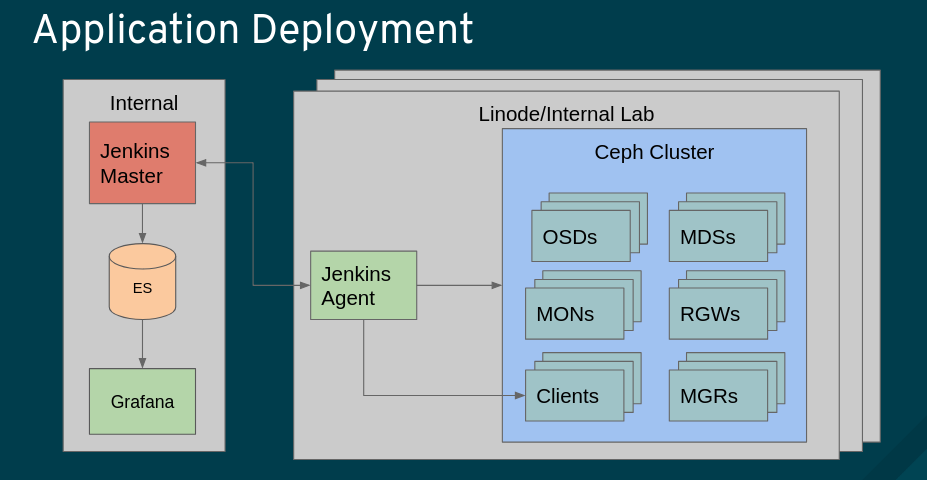 Application Deployment
Internal
Jenkins
Master
ES
Grafana
Linode/Internal Lab
Jenkins
Agent
Ceph Cluster
OSDs
MDSs
MONs
RGWs
Clients
MGRs